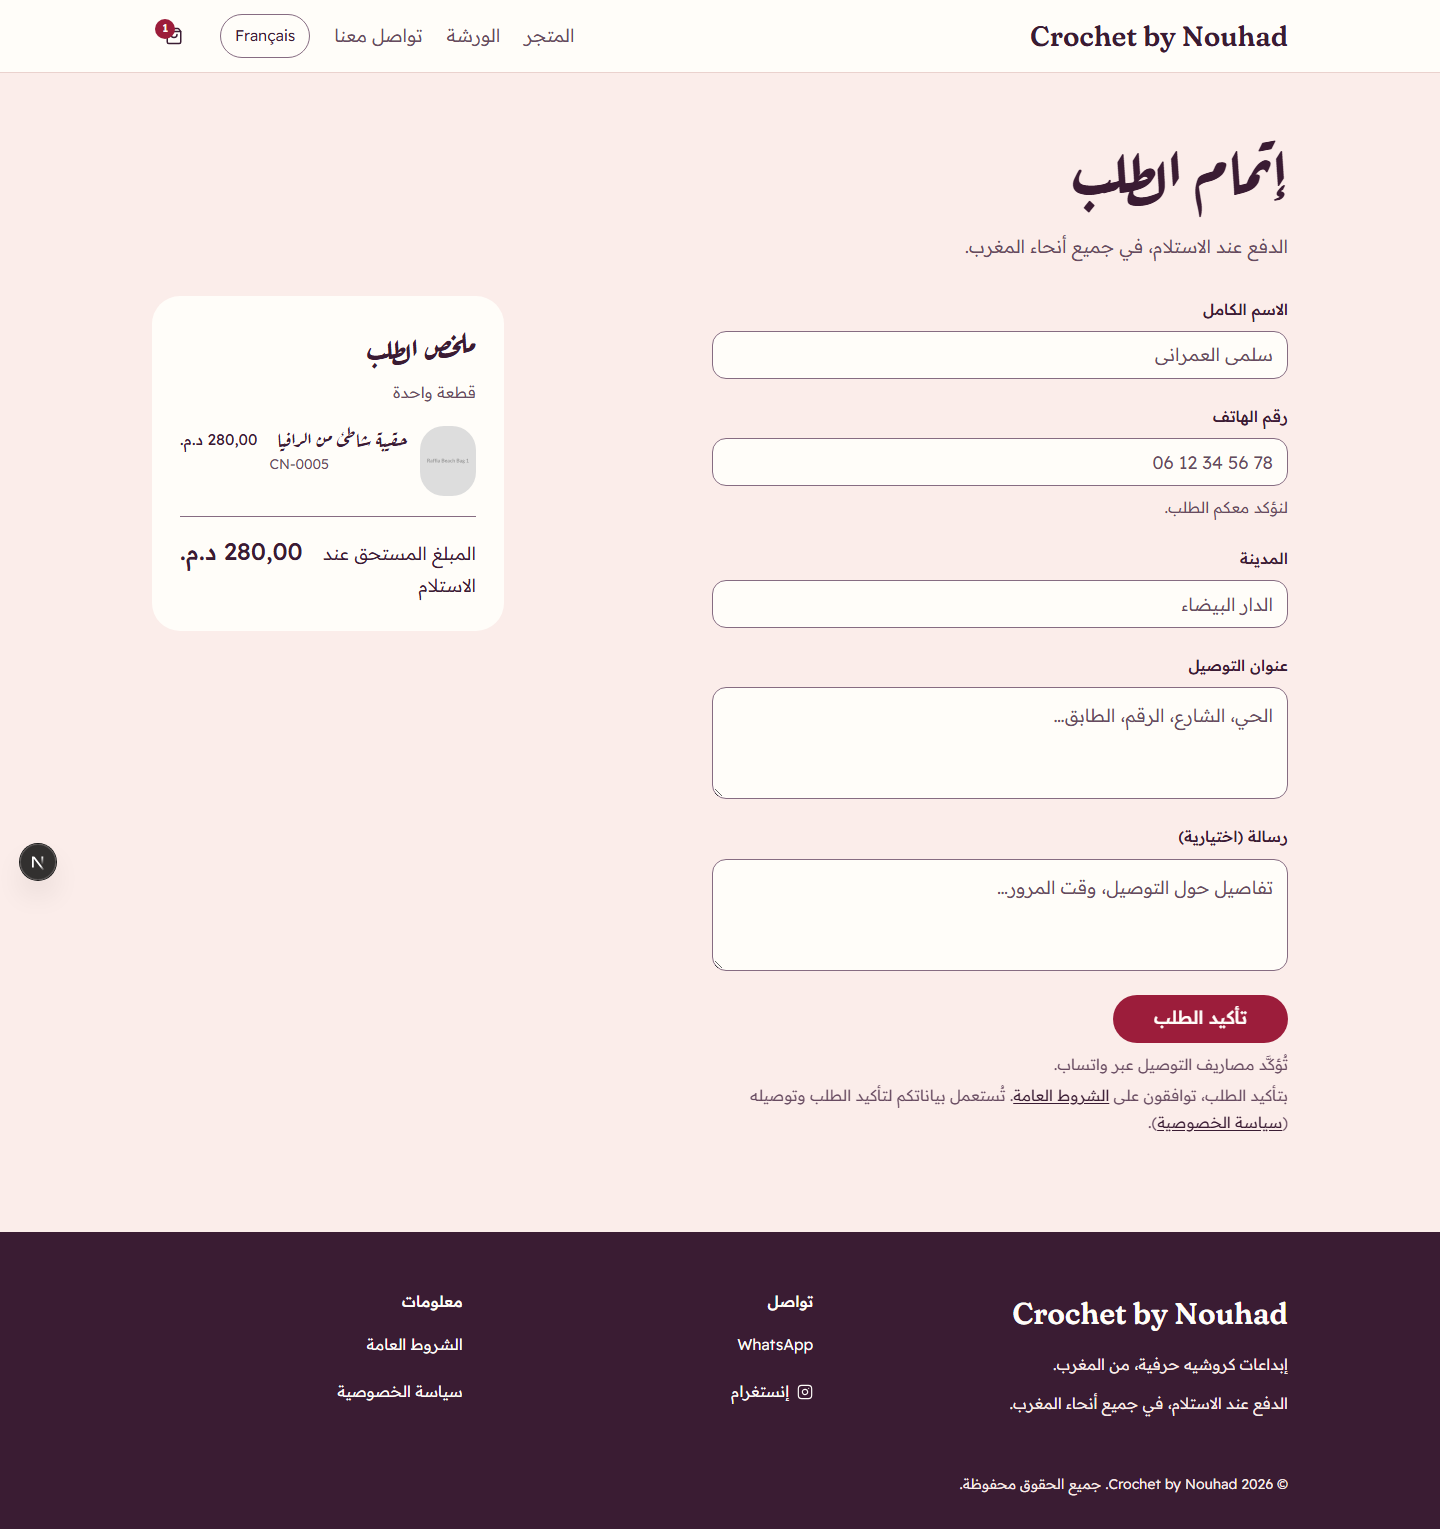 Crochet by Nouhad
المتجر
الورشة
تواصل معنا
Français
1
إتمام الطلب
الدفع عند الاستلام، في جميع أنحاء المغرب.
الاسم الكامل
سلمى العمراني
رقم الهاتف
06 12 34 56 78
لنؤكد معكم الطلب.
المدينة
الدار البيضاء
عنوان التوصيل
الحي، الشارع، الرقم، الطابق...
رسالة (اختيارية)
تفاصيل حول التوصيل، وقت المرور...
تأكيد الطلب
تُؤكَّد مصاريف التوصيل عبر واتساب.
بتأكيد الطلب، توافقون على الشروط العامة. تُستعمل بياناتكم لتأكيد الطلب وتوصيله
(سياسة الخصوصية).
ملخص الطلب
قطعة واحدة
Raffia Beach Bag 1
حقيبة شاطئ من الرافيا
280,00 د.م.
CN-0005
المبلغ المستحق عند
الاستلام
280,00 د.م.
N
Crochet by Nouhad
إبداعات كروشيه حرفية، من المغرب.
الدفع عند الاستلام، في جميع أنحاء المغرب.
تواصل
WhatsApp
إنستغرام
معلومات
الشروط العامة
سياسة الخصوصية
© 2026 Crochet by Nouhad. جميع الحقوق محفوظة.